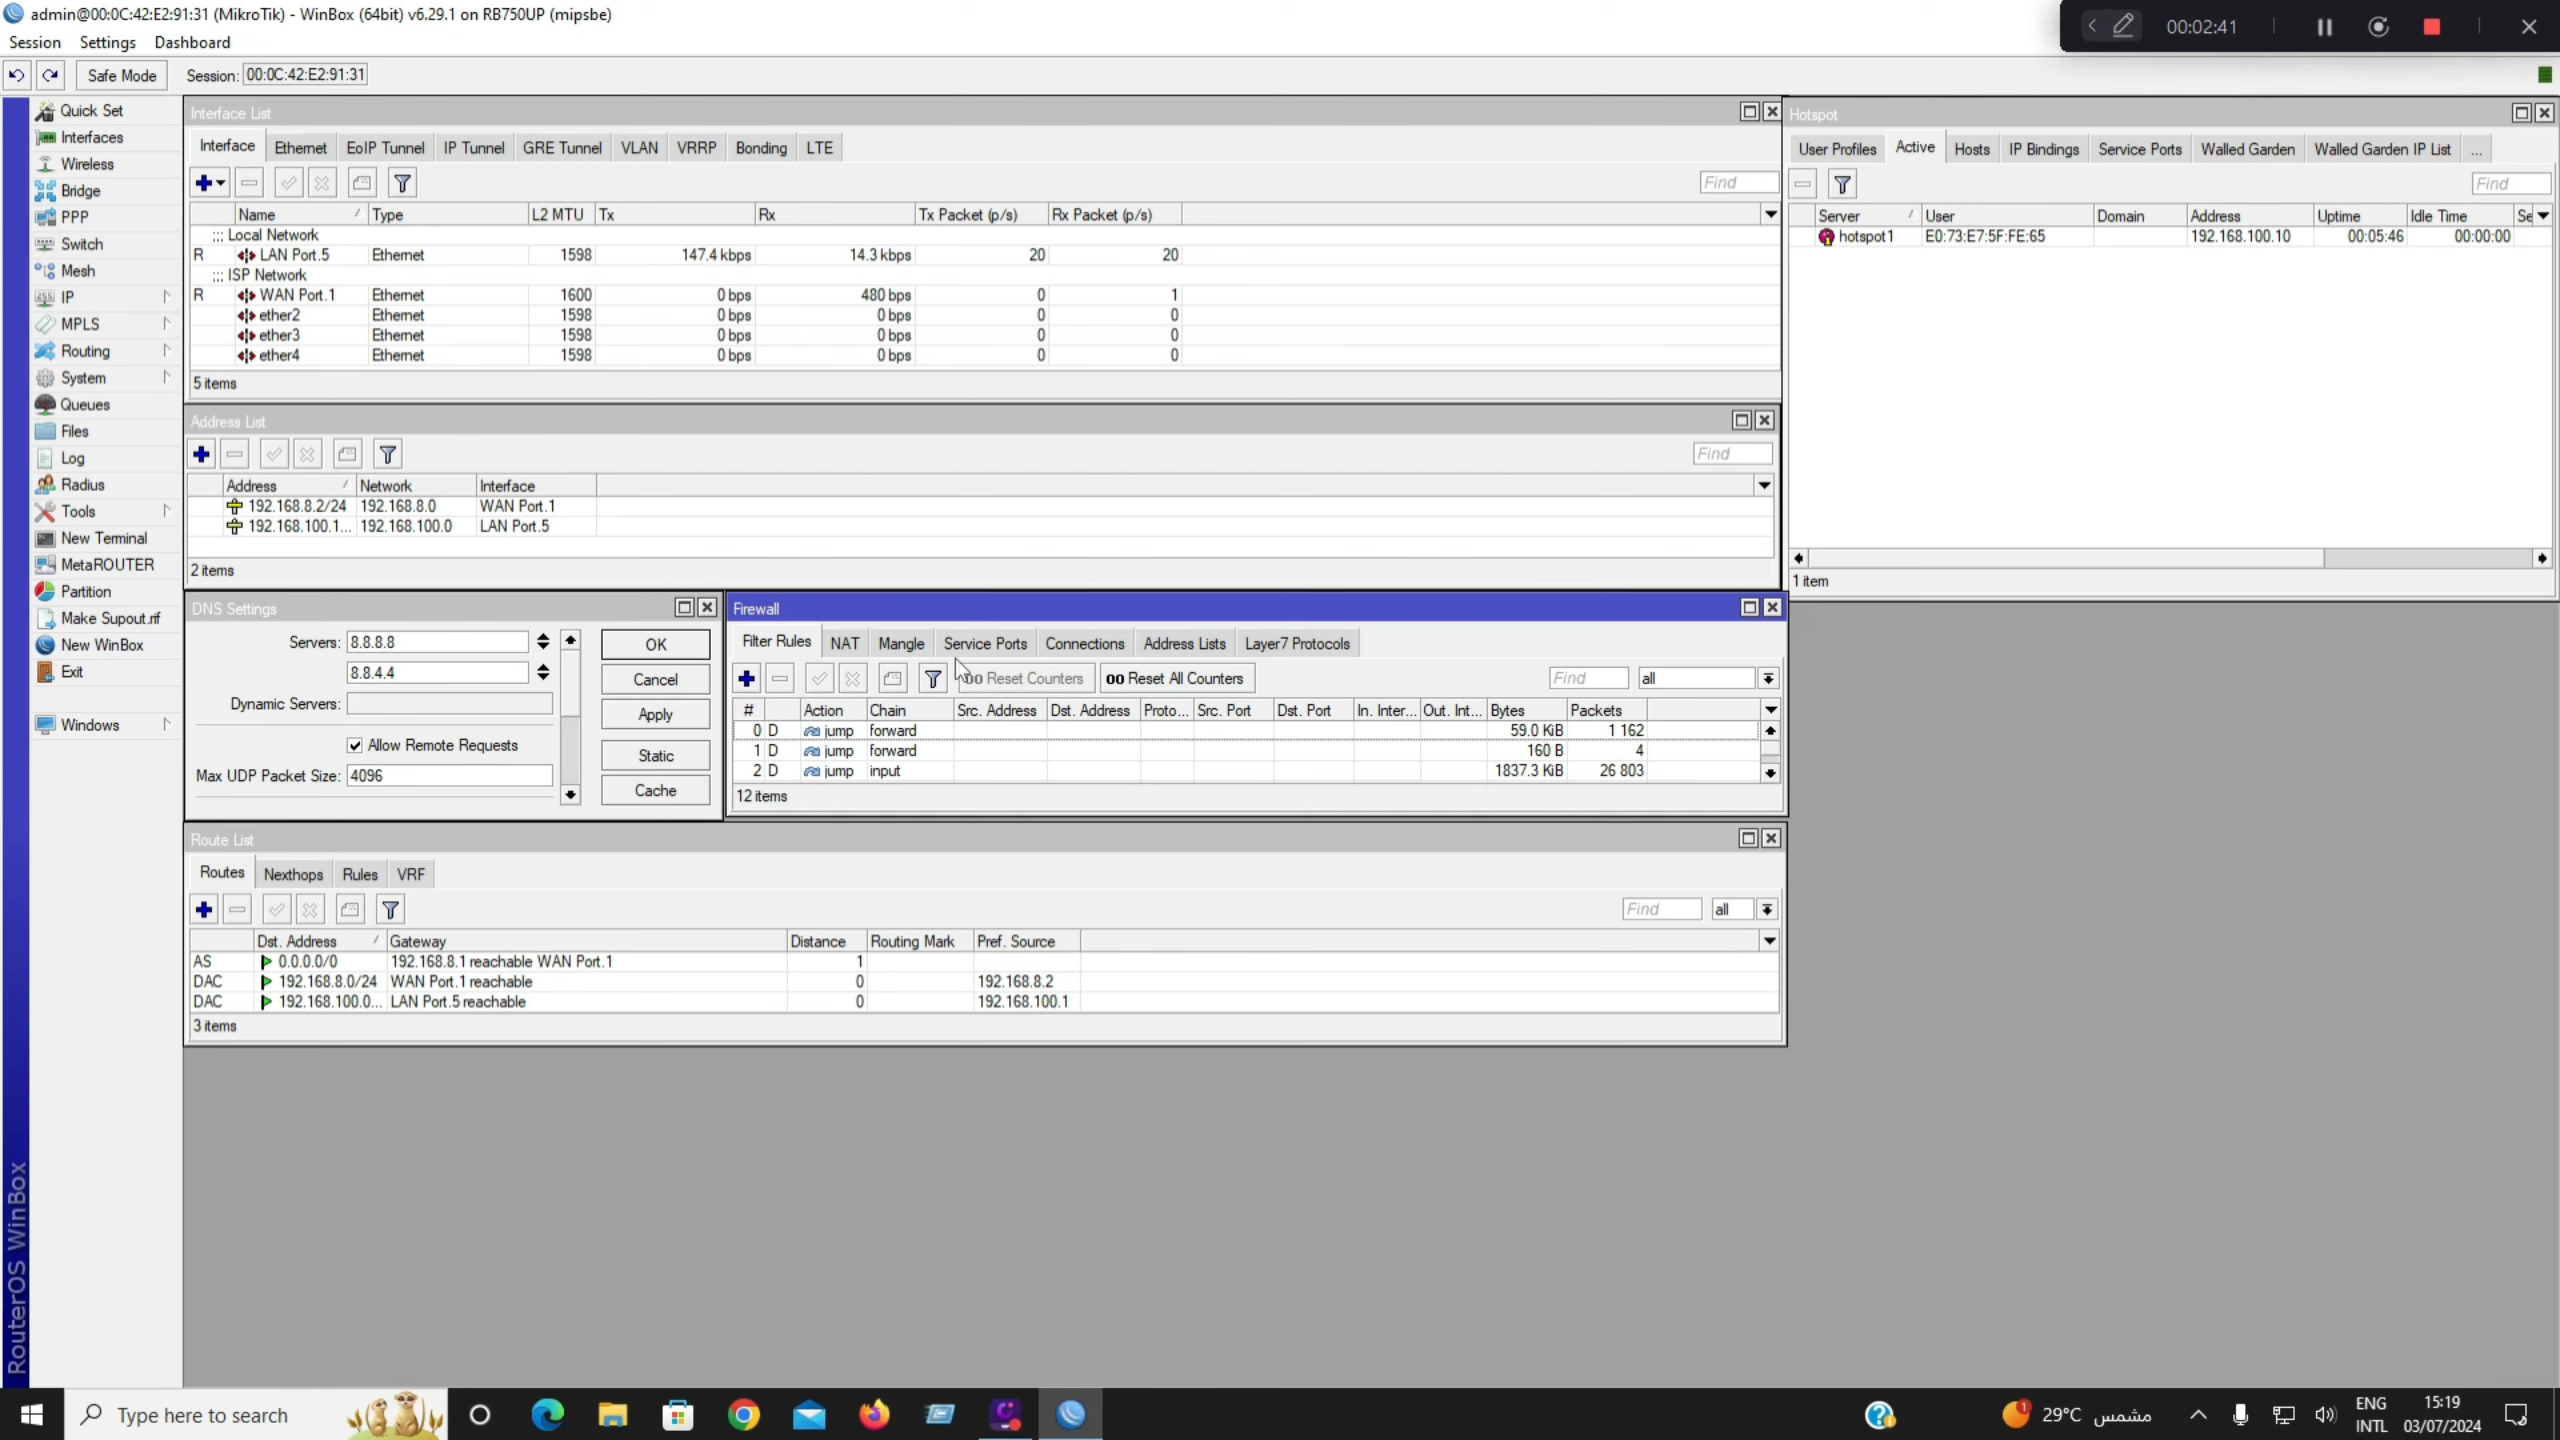 admin@00:0C:42:E2:91:31 (MikroTik) - WinBox (64bit) v6.29.1 on RB750UP (mipsbe)
00:02:41
Session Settings Dashboard
Safe Mode Session: 00:0C:42:E2:91:31
Quick Set
Interfaces
Wireless
Bridge
PPP
Switch
Mesh
IP
MPLS
Routing
System
Queues
Files
Log
Radius
Tools
New Terminal
MetaROUTER
Partition
Make Supout.rif
New WinBox
Exit
Windows
RouterOS WinBox
Interface List
Interface Ethernet EoIP Tunnel IP Tunnel GRE Tunnel VLAN VRRP Bonding LTE
Find
Name / Type L2 MTU Tx Rx Tx Packet (p/s) Rx Packet (p/s)
::: Local Network
R LAN Port.5 Ethernet 1598 147.4 kbps 14.3 kbps 20 20
::: ISP Network
R WAN Port.1 Ethernet 1600 0 bps 480 bps 0 1
ether2 Ethernet 1598 0 bps 0 bps 0 0
ether3 Ethernet 1598 0 bps 0 bps 0 0
ether4 Ethernet 1598 0 bps 0 bps 0 0
5 items
Address List
Find
Address / Network Interface
192.168.8.2/24 192.168.8.0 WAN Port.1
192.168.100.1... 192.168.100.0 LAN Port.5
2 items
DNS Settings
Servers: 8.8.8.8
8.8.4.4
Dynamic Servers:
Allow Remote Requests
Max UDP Packet Size: 4096
OK
Cancel
Apply
Static
Cache
Firewall
Filter Rules NAT Mangle Service Ports Connections Address Lists Layer7 Protocols
00 Reset Counters 00 Reset All Counters Find all
# Action Chain Src. Address Dst. Address Proto... Src. Port Dst. Port In. Inter... Out. Int... Bytes Packets
0 D jump forward 59.0 KiB 1 162
1 D jump forward 160 B 4
2 D jump input 1837.3 KiB 26 803
12 items
Route List
Routes Nexthops Rules VRF
Find all
Dst. Address / Gateway Distance Routing Mark Pref. Source
AS 0.0.0.0/0 192.168.8.1 reachable WAN Port.1 1
DAC 192.168.8.0/24 WAN Port.1 reachable 0 192.168.8.2
DAC 192.168.100.0... LAN Port.5 reachable 0 192.168.100.1
3 items
Hotspot
User Profiles Active Hosts IP Bindings Service Ports Walled Garden Walled Garden IP List ...
Find
Server / User Domain Address Uptime Idle Time Se
hotspot1 E0:73:E7:5F:FE:65 192.168.100.10 00:05:46 00:00:00
1 item
Type here to search
1
29°C مشمس
ENG
INTL
15:19
03/07/2024